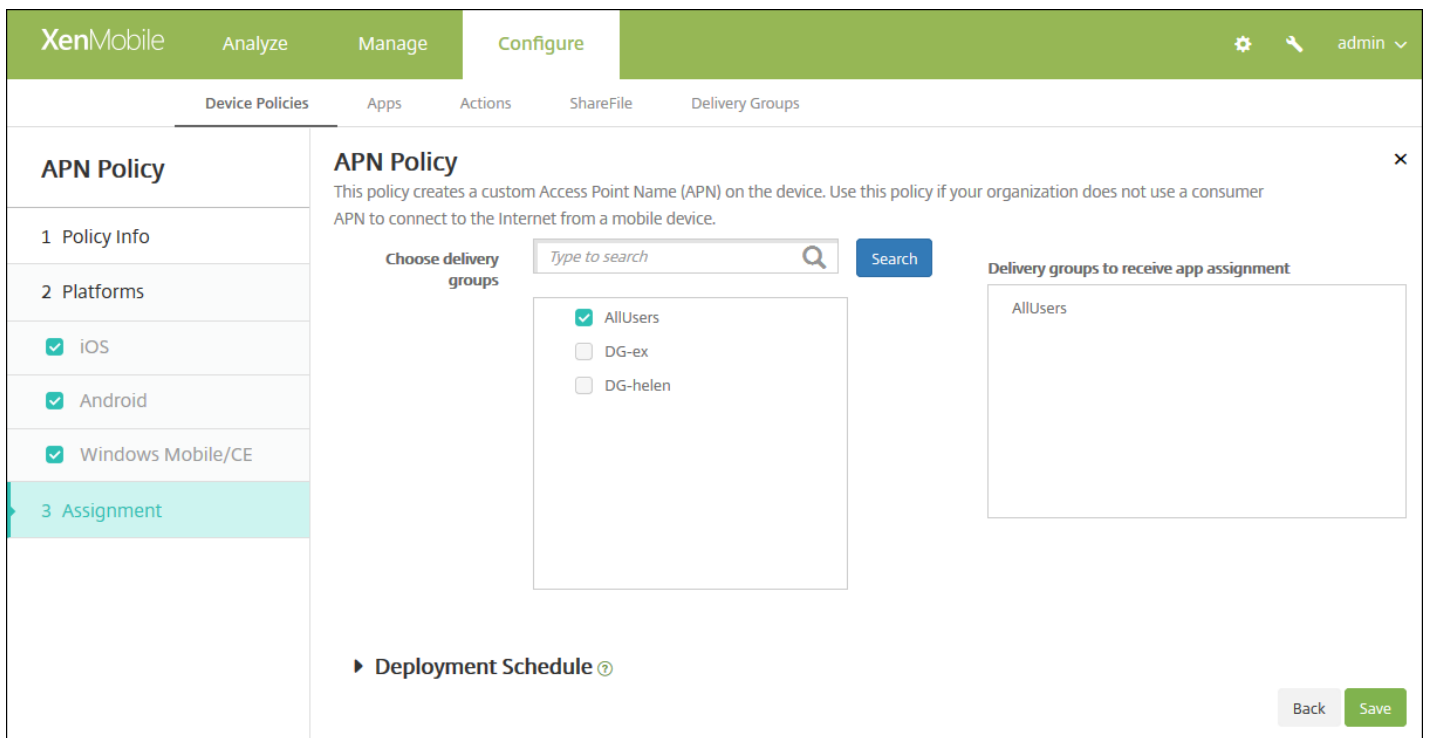 XenMobile Analyze Manage Configure admin
Device Policies Apps Actions ShareFile Delivery Groups
APN Policy
1 Policy Info
2 Platforms
iOS
Android
Windows Mobile/CE
3 Assignment
APN Policy
This policy creates a custom Access Point Name (APN) on the device. Use this policy if your organization does not use a consumer
APN to connect to the Internet from a mobile device.
Choose delivery
groups
Type to search
Search
AllUsers
DG-ex
DG-helen
Delivery groups to receive app assignment
AllUsers
Deployment Schedule ?
Back Save